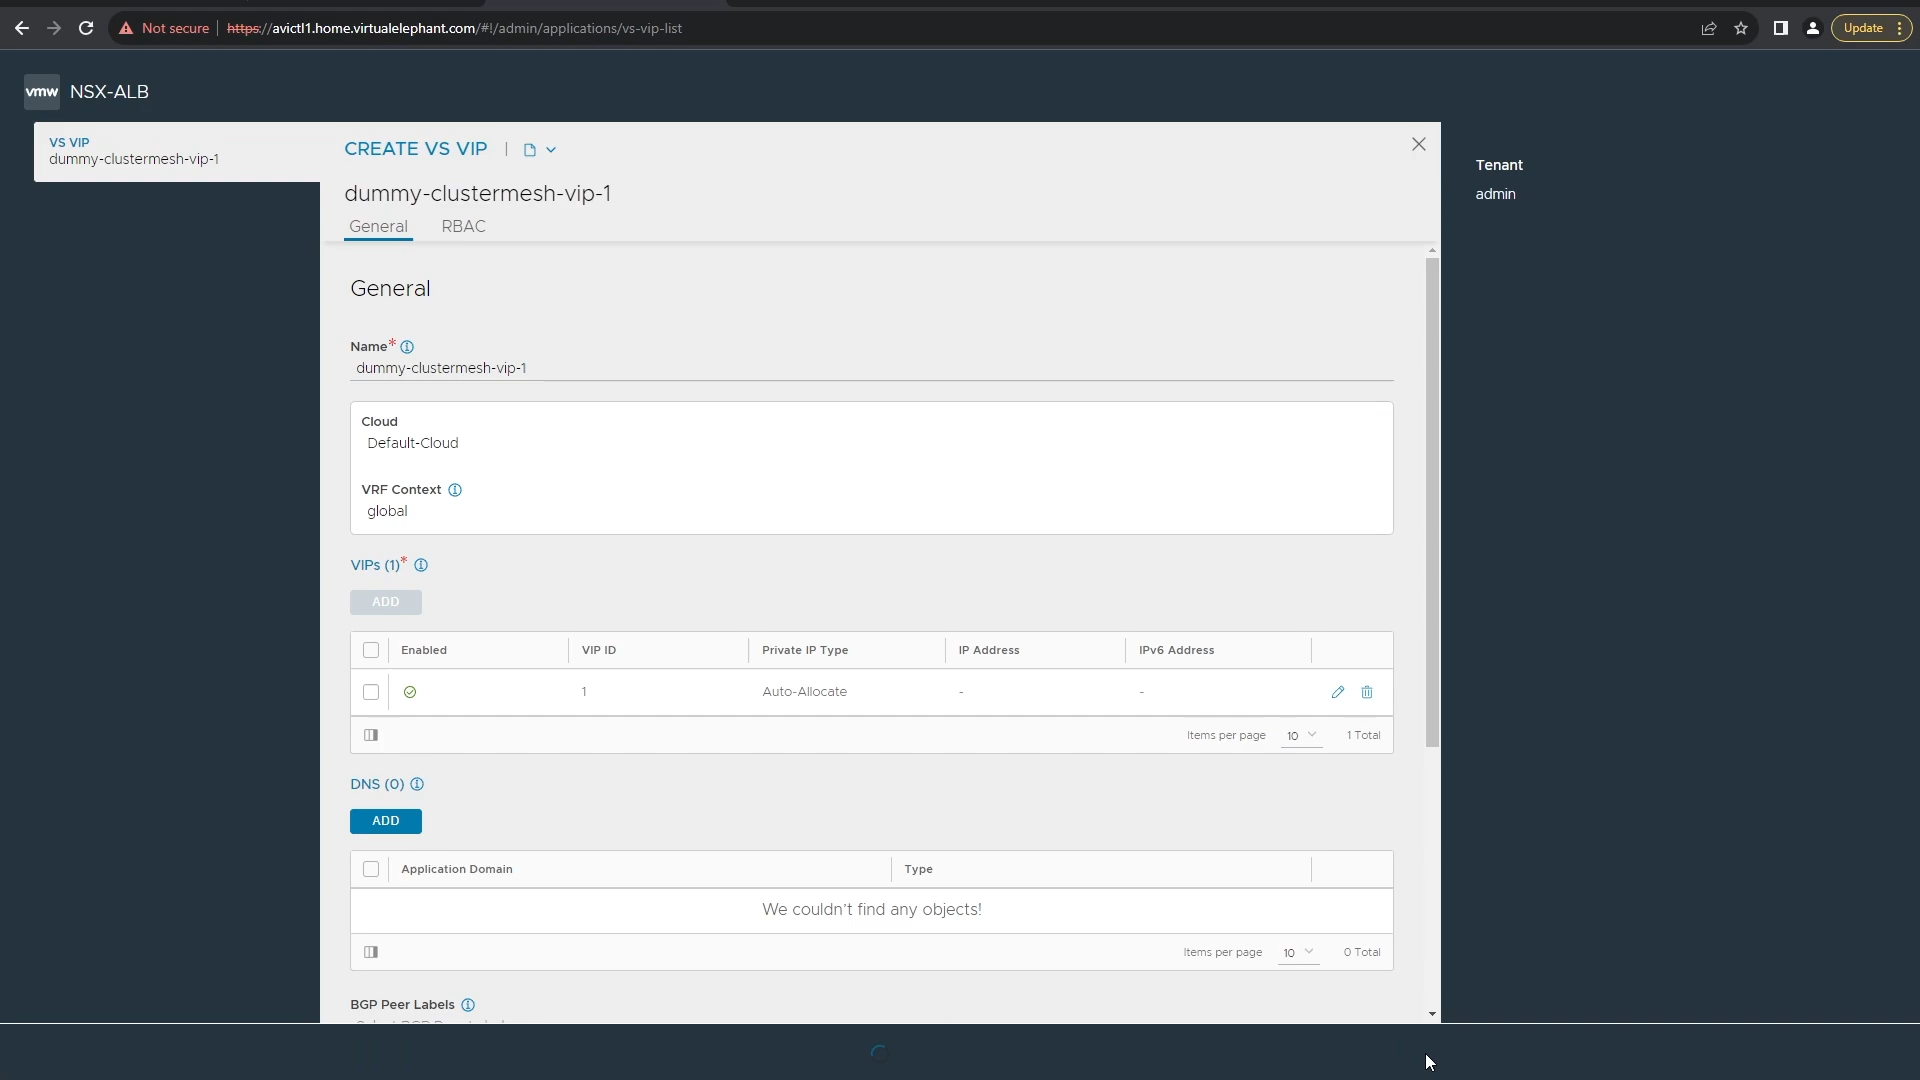 Not secure
https://avictl1.home.virtualelephant.com/#!/admin/applications/vs-vip-list
Update
vmw NSX-ALB
VS VIP
dummy-clustermesh-vip-1
CREATE VS VIP
dummy-clustermesh-vip-1
General RBAC
Tenant
admin
General
Name*
dummy-clustermesh-vip-1
Cloud
Default-Cloud
VRF Context
global
VIPs (1)*
ADD
Enabled VIP ID Private IP Type IP Address IPv6 Address
1 Auto-Allocate - -
Items per page 10 1 Total
DNS (0)
ADD
Application Domain Type
We couldn't find any objects!
Items per page 10 0 Total
BGP Peer Labels